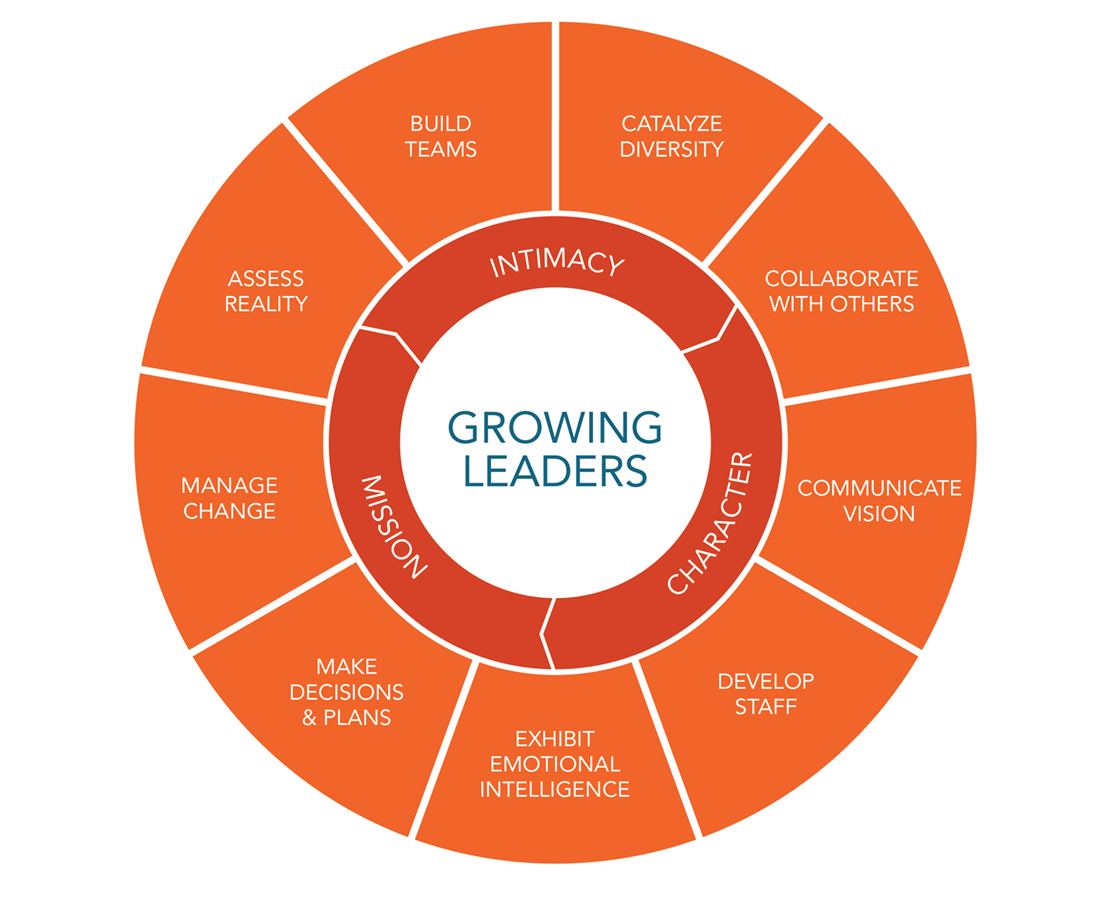 BUILD
TEAMS
CATALYZE
DIVERSITY
COLLABORATE
WITH OTHERS
COMMUNICATE
VISION
DEVELOP
STAFF
EXHIBIT
EMOTIONAL
INTELLIGENCE
MAKE
DECISIONS
& PLANS
MANAGE
CHANGE
ASSESS
REALITY
INTIMACY
CHARACTER
MISSION
GROWING
LEADERS